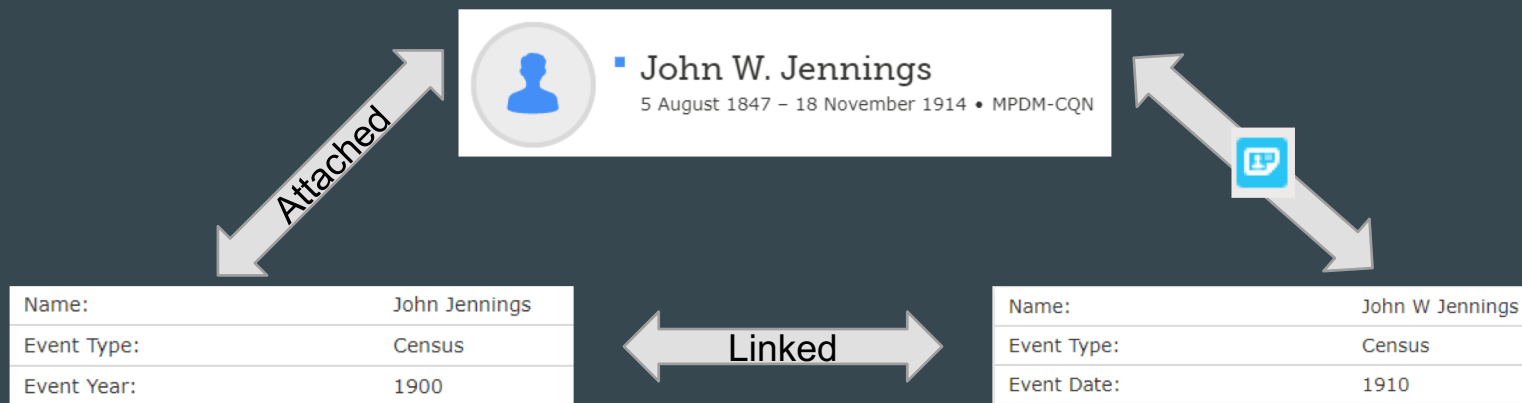 John W. Jennings
5 August 1847 – 18 November 1914 • MPDM-CQN
Attached
Linked
Name: John Jennings
Event Type: Census
Event Year: 1900
Name: John W Jennings
Event Type: Census
Event Date: 1910